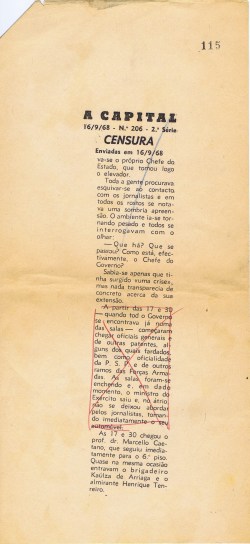 115
A CAPITAL
16/9/68 - N.º 206 - 2.ª Série
CENSURA
Enviadas em 16/9/68
va-se o próprio Chefe do
Estado, que tomou logo
o elevador.
Toda a gente procurava
esquivar-se ao contacto
com os jornalistas e em
todos os rostos se nota-
va uma sombria apreen-
são. O ambiente ia-se tor-
nando pesado e todos se
interrogavam com o
olhar:
— Que há? Que se
passou? Como está, efec-
tivamente, o Chefe do
Governo?
Sabia-se apenas que ti-
nha surgido «uma crise»,
mas nada transparecia de
concreto acerca da sua
extensão.
A partir das 17 e 30
— quando tod o Governo
se encontrava já numa
das salas — começaram
chegar oficiais generais e
de outras patentes, al-
guns dos quais fardados,
bem como oficialidade
da P. S. P. e de outros
ramos das Forças Arma-
das. As salas foram-se
enchendo e, em dado
momento, o ministro do
Exército saiu e, no átrio,
não se deixou abordar
pelos jornalistas, toman-
do imediatamente o seu
automóvel.
As 17 e 30 chegou o
prof. dr. Marcello Cae-
tano, que seguiu imediata-
mente para o 6.º piso.
Quase na mesma ocasião
entravam o brigadeiro
Kaúlza de Arriaga e o
almirante Henrique Ten-
reiro.